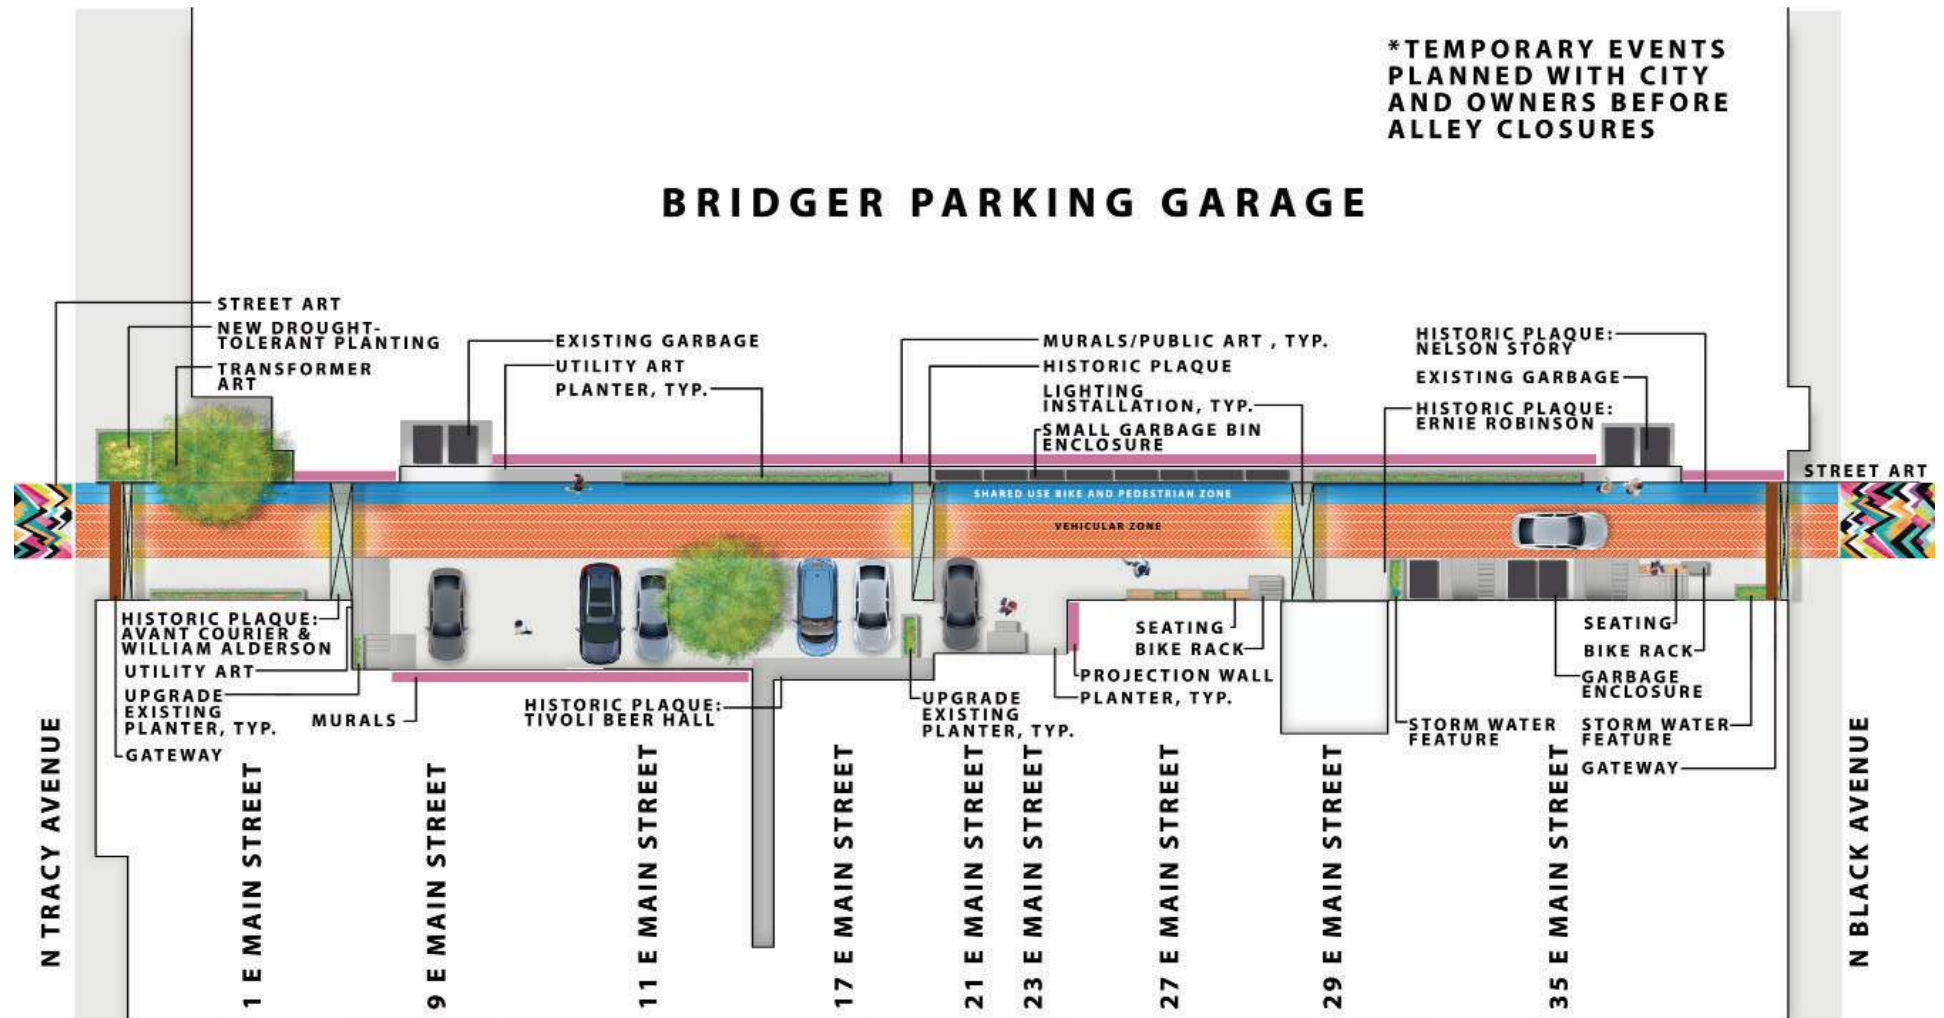 *TEMPORARY EVENTS
PLANNED WITH CITY
AND OWNERS BEFORE
ALLEY CLOSURES
BRIDGER PARKING GARAGE
STREET ART
NEW DROUGHT-
TOLERANT PLANTING
TRANSFORMER
ART
EXISTING GARBAGE
UTILITY ART
PLANTER, TYP.
MURALS/PUBLIC ART , TYP.
HISTORIC PLAQUE
LIGHTING
INSTALLATION, TYP.
SMALL GARBAGE BIN
ENCLOSURE
HISTORIC PLAQUE:
NELSON STORY
EXISTING GARBAGE
HISTORIC PLAQUE:
ERNIE ROBINSON
STREET ART
SHARED USE BIKE AND PEDESTRIAN ZONE
VEHICULAR ZONE
HISTORIC PLAQUE:
AVANT COURIER &
WILLIAM ALDERSON
UTILITY ART
UPGRADE
EXISTING
PLANTER, TYP.
GATEWAY
MURALS
HISTORIC PLAQUE:
TIVOLI BEER HALL
UPGRADE
EXISTING
PLANTER, TYP.
SEATING
BIKE RACK
PROJECTION WALL
PLANTER, TYP.
STORM WATER
FEATURE
SEATING
BIKE RACK
GARBAGE
ENCLOSURE
STORM WATER
FEATURE
GATEWAY
N TRACY AVENUE
1 E MAIN STREET
9 E MAIN STREET
11 E MAIN STREET
17 E MAIN STREET
21 E MAIN STREET
23 E MAIN STREET
27 E MAIN STREET
29 E MAIN STREET
35 E MAIN STREET
N BLACK AVENUE